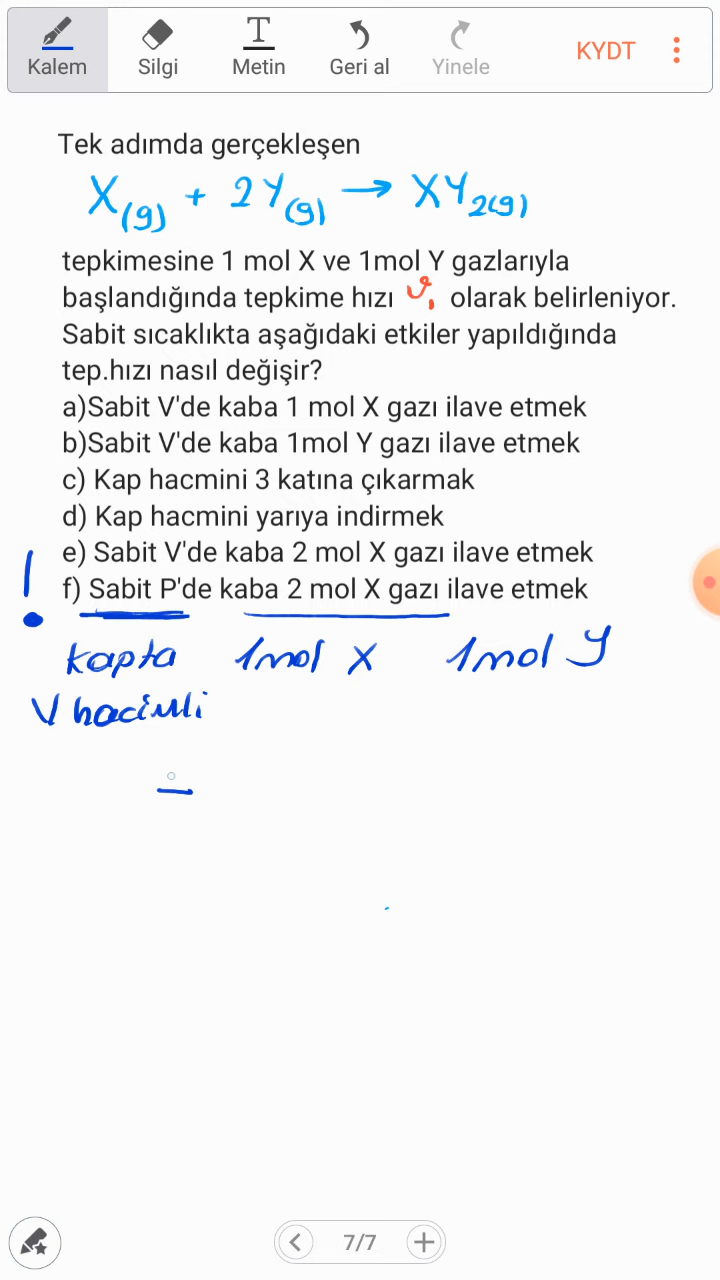 Kalem Silgi Metin Geri al Yinele KYDT
Tek adımda gerçekleşen
X(g) + 2Y(g) → XY2(g)
tepkimesine 1 mol X ve 1mol Y gazlarıyla
başlandığında tepkime hızı ϑ1 olarak belirleniyor.
Sabit sıcaklıkta aşağıdaki etkiler yapıldığında
tep.hızı nasıl değişir?
a)Sabit V'de kaba 1 mol X gazı ilave etmek
b)Sabit V'de kaba 1mol Y gazı ilave etmek
c) Kap hacmini 3 katına çıkarmak
d) Kap hacmini yarıya indirmek
e) Sabit V'de kaba 2 mol X gazı ilave etmek
! f) Sabit P'de kaba 2 mol X gazı ilave etmek
kapta 1mol X 1mol Y
V hacimli
7/7